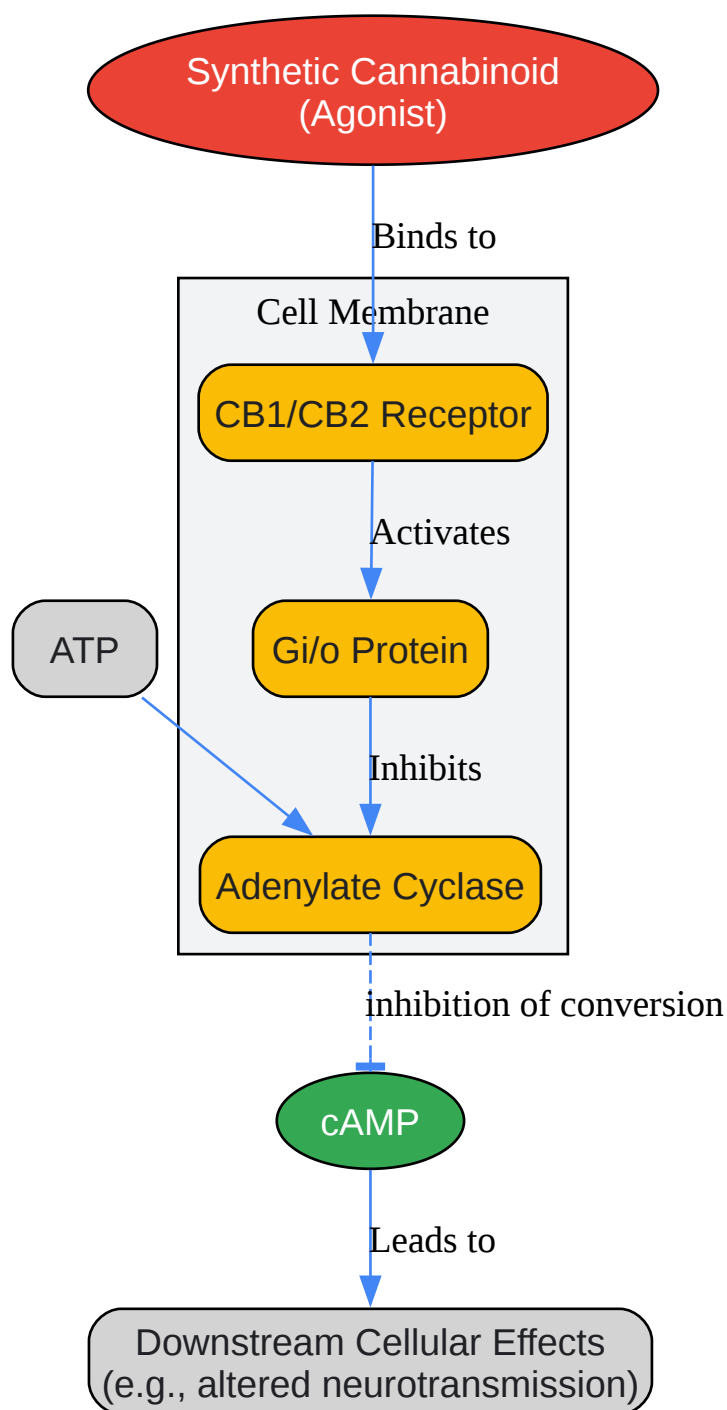 Synthetic Cannabinoid
(Agonist)
Binds to
Cell Membrane
CB1/CB2 Receptor
Activates
ATP
Gi/o Protein
Inhibits
Adenylate Cyclase
inhibition of conversion
cAMP
Leads to
Downstream Cellular Effects
(e.g., altered neurotransmission)